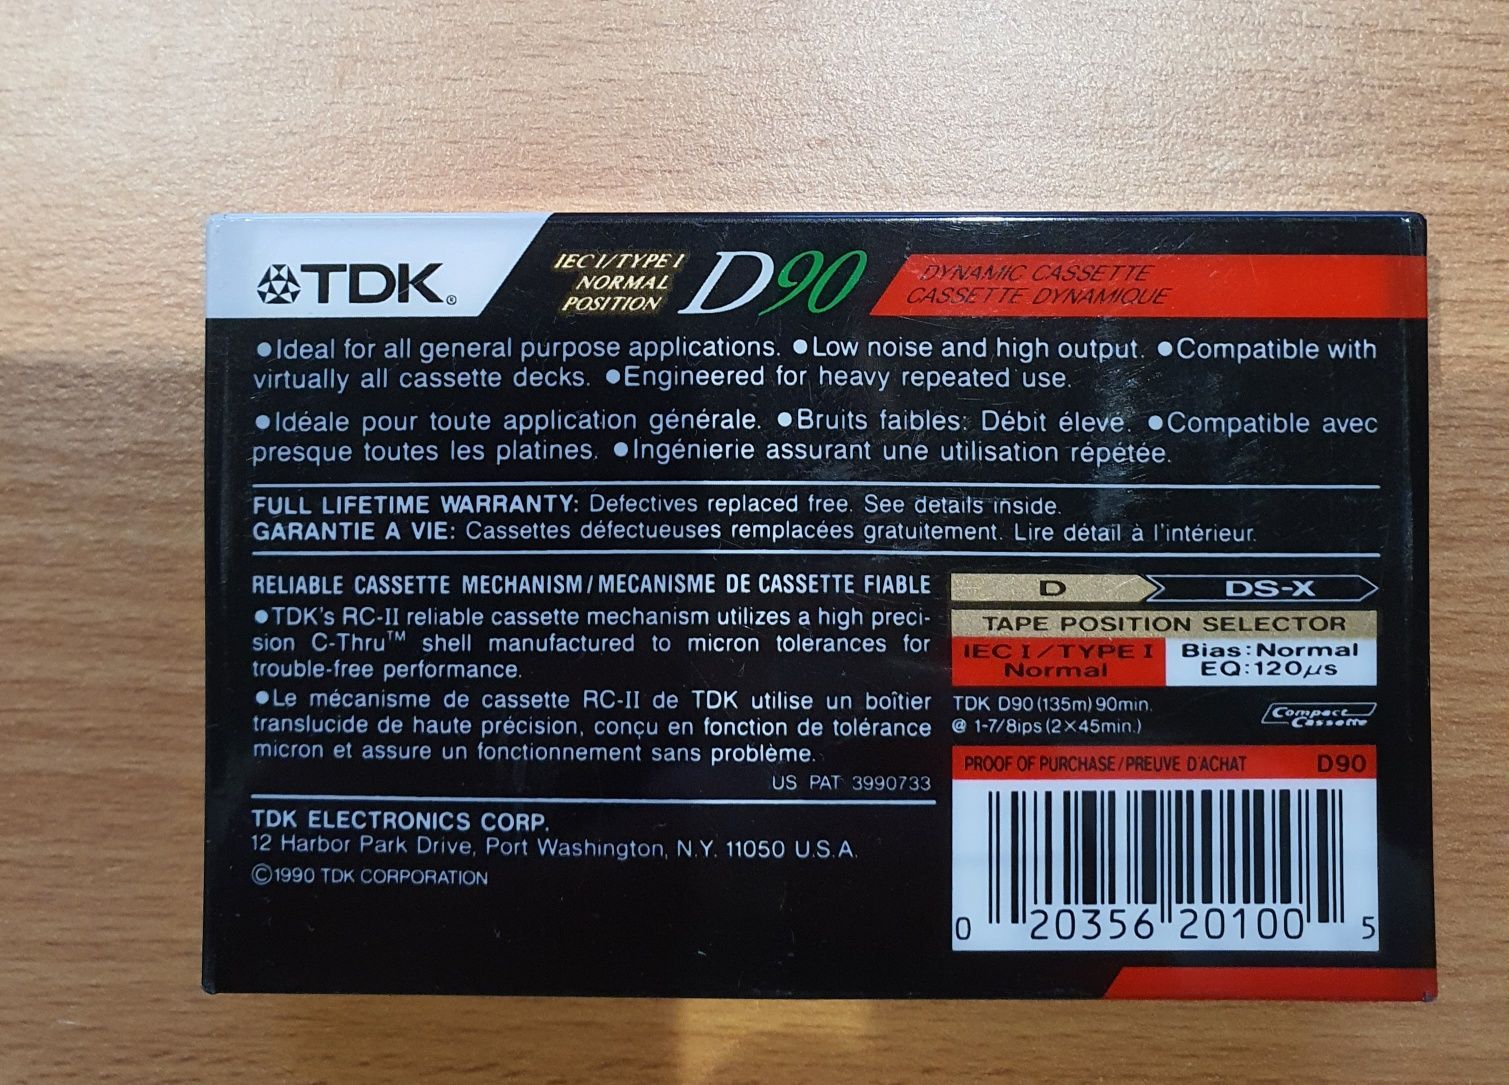 TDK®
IEC I/TYPE I
NORMAL
POSITION
D90
DYNAMIC CASSETTE
CASSETTE DYNAMIQUE
●Ideal for all general purpose applications. ●Low noise and high output. ●Compatible with
virtually all cassette decks. ●Engineered for heavy repeated use.
●Idéale pour toute application générale. ●Bruits faibles: Débit élevé. ●Compatible avec
presque toutes les platines. ●Ingénierie assurant une utilisation répétée.
FULL LIFETIME WARRANTY: Defectives replaced free. See details inside.
GARANTIE A VIE: Cassettes défectueuses remplacées gratuitement. Lire détail à l'intérieur.
RELIABLE CASSETTE MECHANISM/MECANISME DE CASSETTE FIABLE
●TDK's RC-II reliable cassette mechanism utilizes a high preci-
sion C-Thru™ shell manufactured to micron tolerances for
trouble-free performance.
●Le mécanisme de cassette RC-II de TDK utilise un boîtier
translucide de haute précision, conçu en fonction de tolérance
micron et assure un fonctionnement sans problème.
US PAT 3990733
TDK ELECTRONICS CORP.
12 Harbor Park Drive, Port Washington, N.Y. 11050 U.S.A.
©1990 TDK CORPORATION
D DS-X
TAPE POSITION SELECTOR
IEC I/TYPE I
Normal
Bias:Normal
EQ:120μs
TDK D90(135m)90min.
@ 1-7/8ips(2×45min.)
Compact
Cassette
PROOF OF PURCHASE/PREUVE D'ACHAT D90
0 20356 20100 5